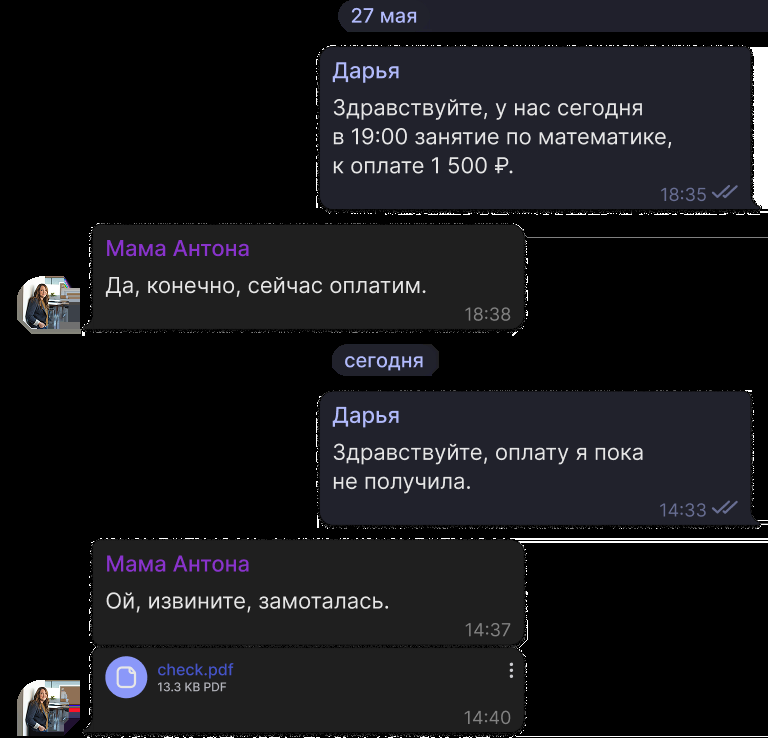 27 мая
Дарья
Здравствуйте, у нас сегодня
в 19:00 занятие по математике,
к оплате 1 500 ₽.
18:35
Мама Антона
Да, конечно, сейчас оплатим.
18:38
сегодня
Дарья
Здравствуйте, оплату я пока
не получила.
14:33
Мама Антона
Ой, извините, замоталась.
14:37
check.pdf
13.3 KB PDF
14:40